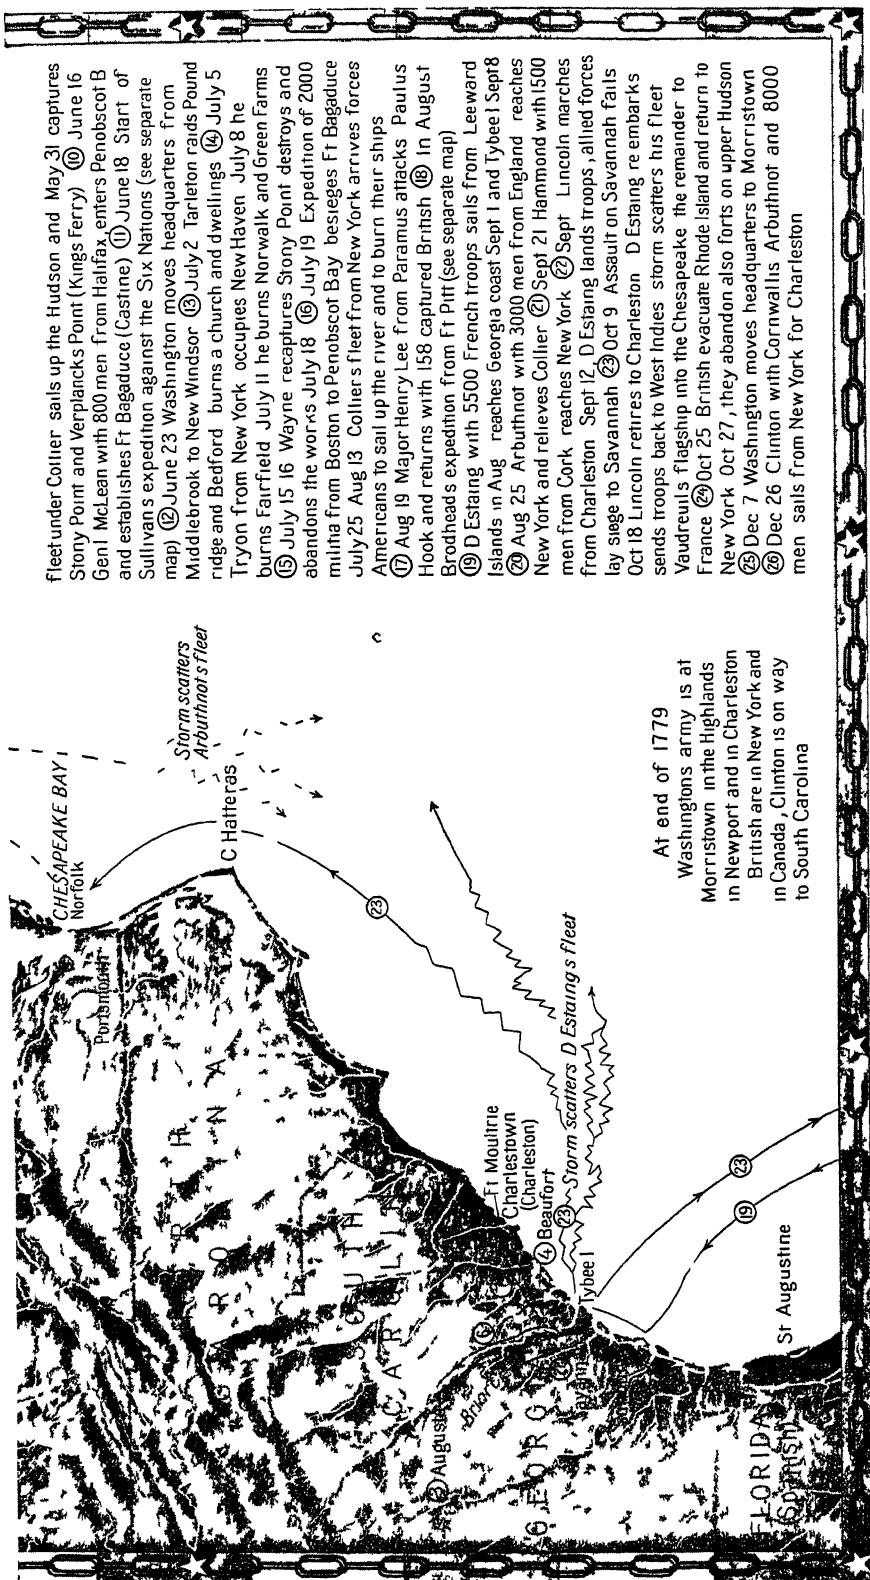 fleet under Collier sails up the Hudson and May 31 captures
Stony Point and Verplancks Point (Kings Ferry) ⑩ June 16
Genl McLean with 800 men from Halifax, enters Penobscot B
and establishes Ft Bagaduce (Castine) ⑪ June 18 Start of
Sullivan s expedition against the Six Nations (see separate
map) ⑫ June 23 Washington moves headquarters from
Middlebrook to New Windsor ⑬ July 2 Tarleton raids Pound
ridge and Bedford burns a church and dwellings ⑭ July 5
Tryon from New York occupies New Haven July 8 he
burns Fairfield July 11 he burns Norwalk and Green Farms
⑮ July 15 16 Wayne recaptures Stony Point destroys and
abandons the works July 18 ⑯ July 19 Expedition of 2000
militia from Boston to Penobscot Bay besieges Ft Bagaduce
July 25 Aug 13 Collier s fleet from New York arrives forces
Americans to sail up the river and to burn their ships
⑰ Aug 19 Major Henry Lee from Paramus attacks Paulus
Hook and returns with 158 captured British ⑱ In August
Brodhead s expedition from Ft Pitt (see separate map)
⑲ D Estaing with 5500 French troops sails from Leeward
Islands in Aug reaches Georgia coast Sept 1 and Tybee I Sept 8
⑳ Aug 25 Arbuthnot with 3000 men from England reaches
New York and relieves Collier ㉑ Sept 21 Hammond with 1500
men from Cork reaches New York ㉒ Sept Lincoln marches
from Charleston Sept 12, D Estaing lands troops, allied forces
lay siege to Savannah ㉓ Oct 9 Assault on Savannah fails
Oct 18 Lincoln retires to Charleston D Estaing re embarks
sends troops back to West Indies storm scatters his fleet
Vaudreuils flagship into the Chesapeake the remainder to
France ㉔ Oct 25 British evacuate Rhode Island and return to
New York Oct 27, they abandon also forts on upper Hudson
㉕ Dec 7 Washington moves headquarters to Morristown
㉖ Dec 26 Clinton with Cornwallis Arbuthnot and 8000
men sails from New York for Charleston
CHESAPEAKE BAY
Norfolk
Portsmouth
Storm scatters
Arbuthnot s fleet
C Hatteras
NORTH
CAROLINA
㉓
SOUTH
CAROLINA
Ft Moultrie
Charlestown
(Charleston)
④ Beaufort
㉓ Storm scatters D Estaing s fleet
Tybee I
③ Augusta
Briar C
GEORG
㉓
⑲
St Augustine
FLORIDA
(Spanish)
At end of 1779
Washingtons army is at
Morristown in the Highlands
in Newport and in Charleston
British are in New York and
in Canada, Clinton is on way
to South Carolina